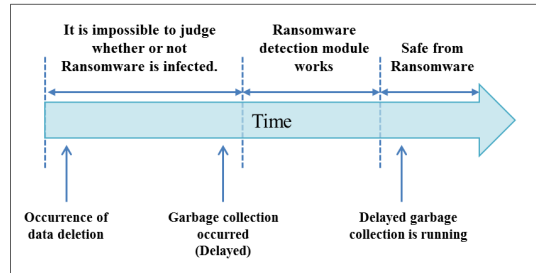 It is impossible to judge
whether or not
Ransomware is infected.
Ransomware
detection module
works
Safe from
Ransomware
Time
Occurrence of
data deletion
Garbage collection
occurred
(Delayed)
Delayed garbage
collection is running